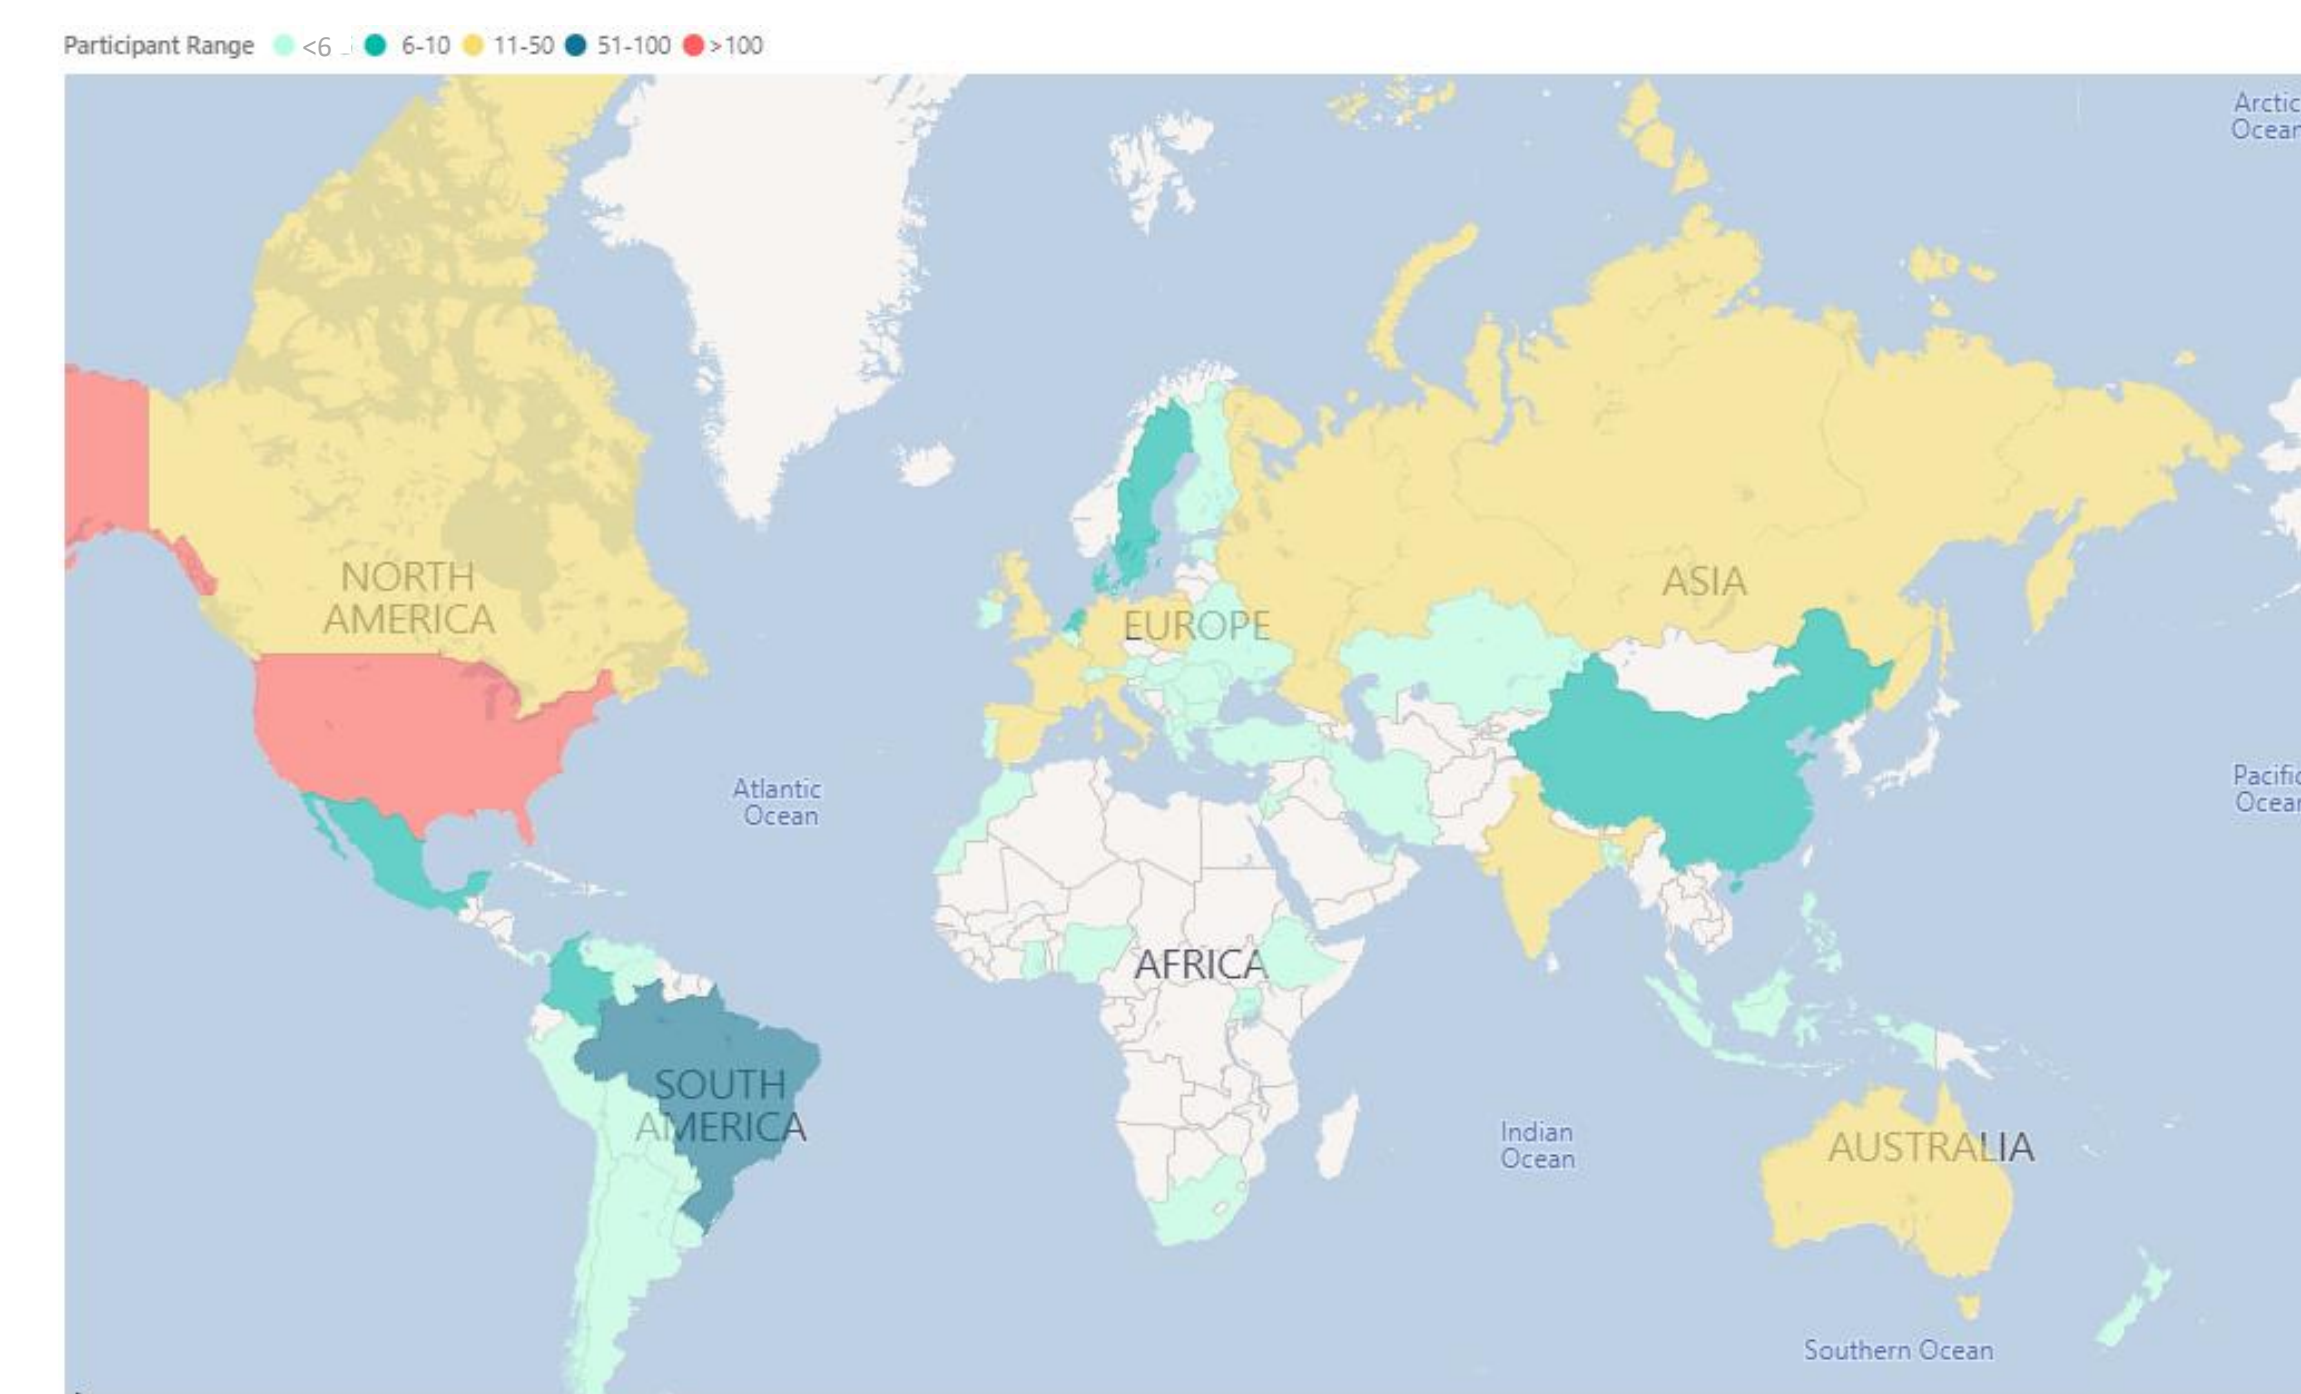 Participant Range <6 6-10 11-50 51-100 >100
Arctic
Ocean
NORTH
AMERICA
EUROPE
ASIA
Atlantic
Ocean
Pacific
Ocean
AFRICA
SOUTH
AMERICA
Indian
Ocean
AUSTRALIA
Southern Ocean